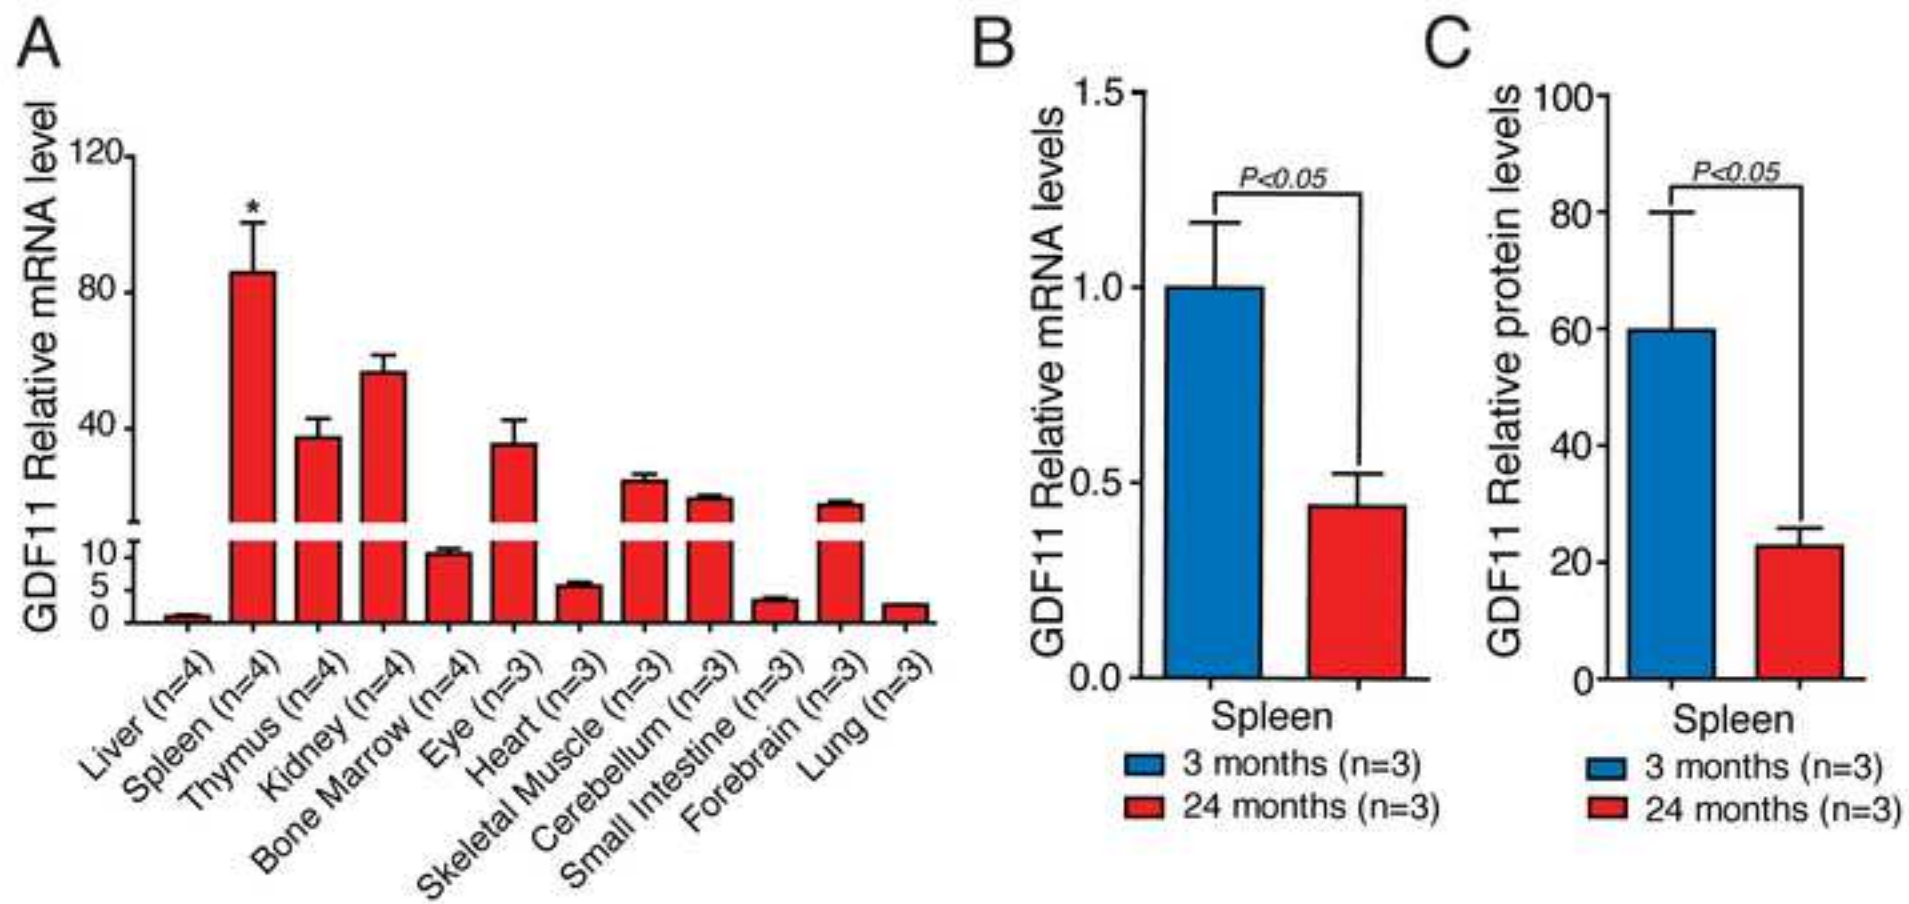 A
GDF11 Relative mRNA level
120
80
40
10
5
0
*
Liver (n=4)
Spleen (n=4)
Thymus (n=4)
Kidney (n=4)
Bone Marrow (n=4)
Eye (n=3)
Heart (n=3)
Skeletal Muscle (n=3)
Cerebellum (n=3)
Small Intestine (n=3)
Forebrain (n=3)
Lung (n=3)
B
GDF11 Relative mRNA levels
1.5
1.0
0.5
0.0
P<0.05
Spleen
3 months (n=3)
24 months (n=3)
C
GDF11 Relative protein levels
100
80
60
40
20
0
P<0.05
Spleen
3 months (n=3)
24 months (n=3)